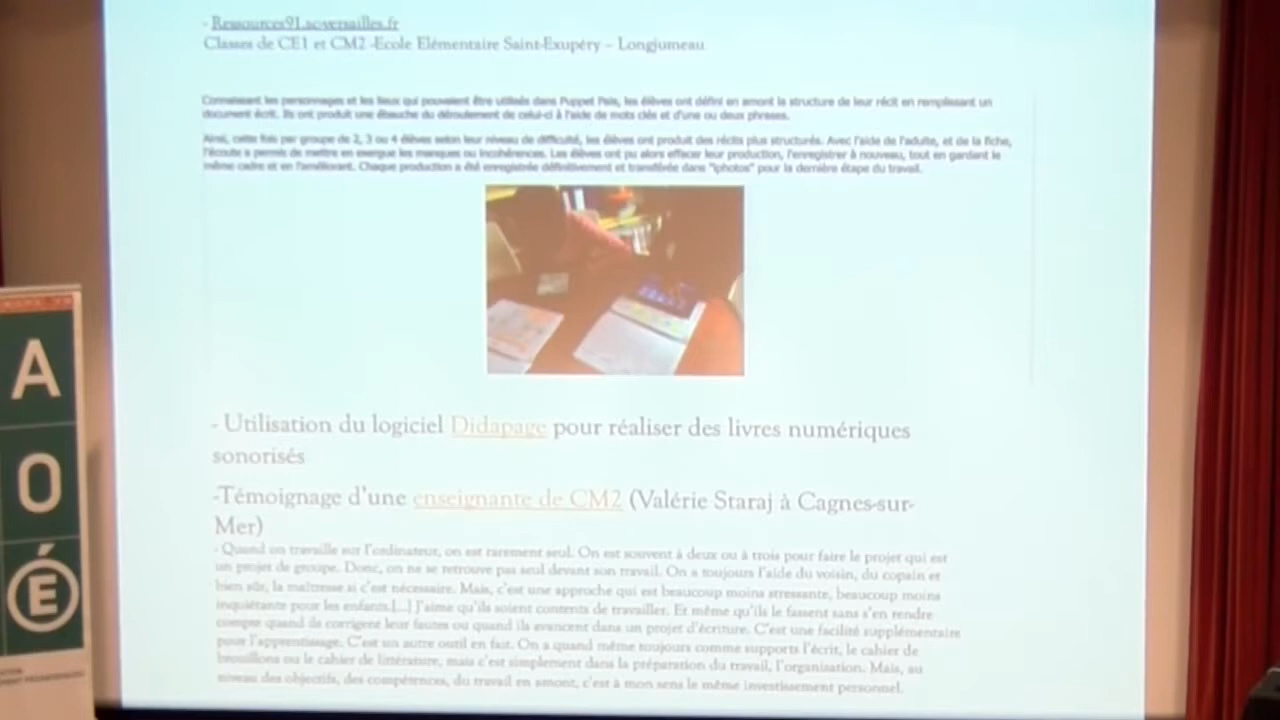 - Ressources91.ac-versailles.fr
Classes de CE1 et CM2 -Ecole Elémentaire Saint-Exupéry – Longjumeau
Connaissant les personnages et les lieux qui pouvaient être utilisés dans Puppet Pals, les élèves ont défini en amont la structure de leur récit en remplissant un
document écrit. Ils ont produit une ébauche du déroulement de celui-ci à l'aide de mots clés et d'une ou deux phrases.
Ainsi, cette fois par groupe de 2, 3 ou 4 élèves selon leur niveau de difficulté, les élèves ont produit des récits plus structurés. Avec l'aide de l'adulte, et de la fiche,
l'écoute a permis de mettre en exergue les manques ou incohérences. Les élèves ont pu alors effacer leur production, l'enregistrer à nouveau, tout en gardant le
même cadre et en l'améliorant. Chaque production a été enregistrée définitivement et transférée dans "iphotos" pour la dernière étape du travail.
- Utilisation du logiciel Didapage pour réaliser des livres numériques
sonorisés
-Témoignage d'une enseignante de CM2 (Valérie Staraj à Cagnes-sur-
Mer)
- Quand on travaille sur l'ordinateur, on est rarement seul. On est souvent à deux ou à trois pour faire le projet qui est
un projet de groupe. Donc, on ne se retrouve pas seul devant son travail. On a toujours l'aide du voisin, du copain et
bien sûr, la maîtresse si c'est nécessaire. Mais, c'est une approche qui est beaucoup moins stressante, beaucoup moins
inquiétante pour les enfants.[...] J'aime qu'ils soient contents de travailler. Et même qu'ils le fassent sans s'en rendre
compte quand ils corrigent leur fautes ou quand ils avancent dans un projet d'écriture. C'est une facilité supplémentaire
pour l'apprentissage. C'est un autre outil en fait. On a quand même toujours comme supports l'écrit, le cahier de
brouillons ou le cahier de littérature, mais c'est simplement dans la préparation du travail, l'organisation. Mais, au
niveau des objectifs, des compétences, du travail en amont, c'est à mon sens le même investissement personnel.
A
O
É